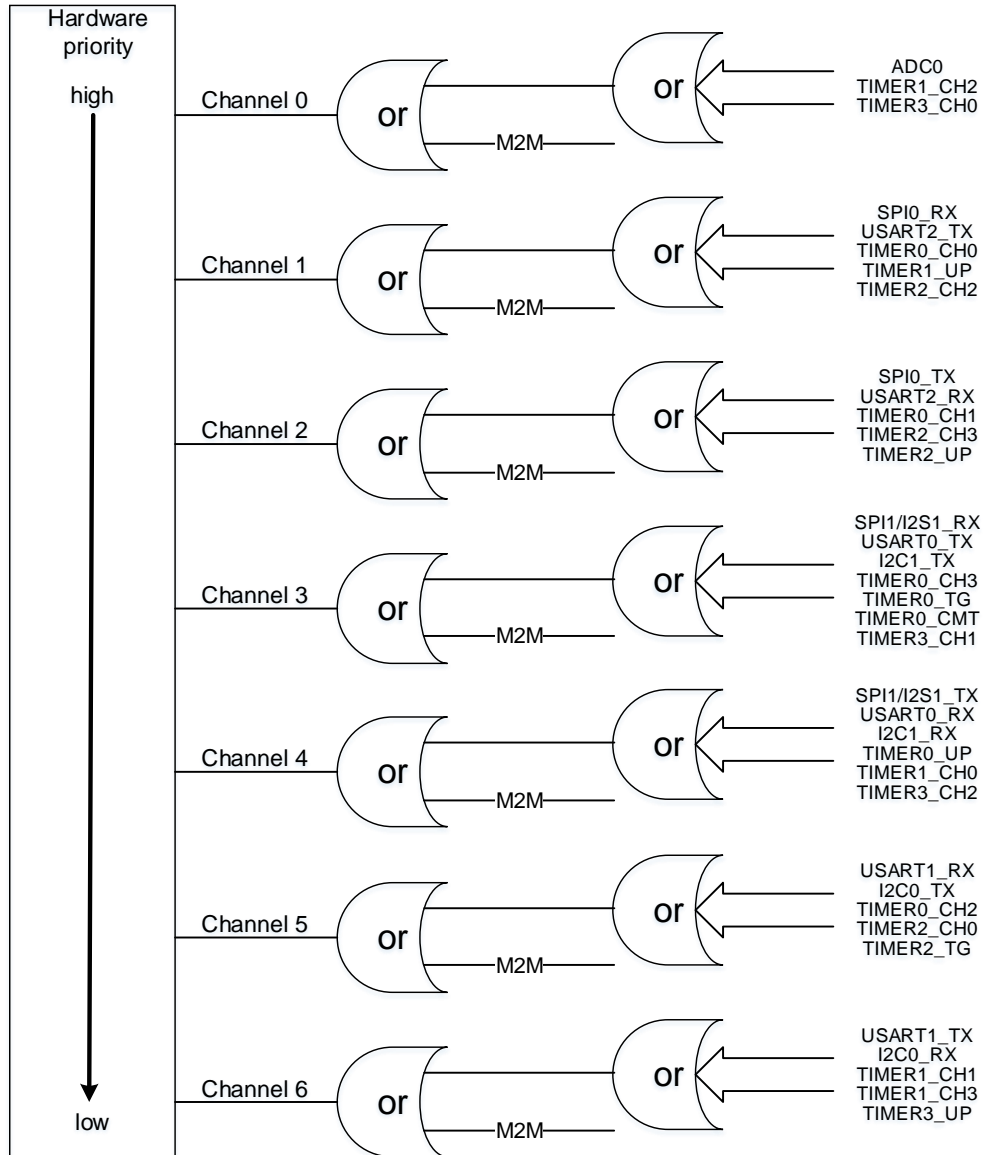 Hardware
priority
high
low
Channel 0
or
M2M
or
ADC0
TIMER1_CH2
TIMER3_CH0
Channel 1
or
M2M
or
SPI0_RX
USART2_TX
TIMER0_CH0
TIMER1_UP
TIMER2_CH2
Channel 2
or
M2M
or
SPI0_TX
USART2_RX
TIMER0_CH1
TIMER2_CH3
TIMER2_UP
Channel 3
or
M2M
or
SPI1/I2S1_RX
USART0_TX
I2C1_TX
TIMER0_CH3
TIMER0_TG
TIMER0_CMT
TIMER3_CH1
Channel 4
or
M2M
or
SPI1/I2S1_TX
USART0_RX
I2C1_RX
TIMER0_UP
TIMER1_CH0
TIMER3_CH2
Channel 5
or
M2M
or
USART1_RX
I2C0_TX
TIMER0_CH2
TIMER2_CH0
TIMER2_TG
Channel 6
or
M2M
or
USART1_TX
I2C0_RX
TIMER1_CH1
TIMER1_CH3
TIMER3_UP